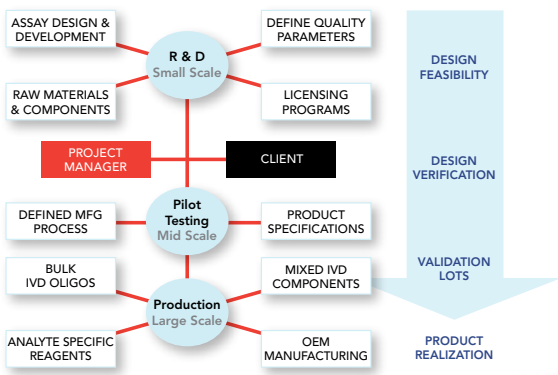 ASSAY DESIGN &
DEVELOPMENT
DEFINE QUALITY
PARAMETERS
R & D
Small Scale
RAW MATERIALS
& COMPONENTS
LICENSING
PROGRAMS
PROJECT
MANAGER
CLIENT
DEFINED MFG
PROCESS
Pilot
Testing
Mid Scale
PRODUCT
SPECIFICATIONS
BULK
IVD OLIGOS
MIXED IVD
COMPONENTS
Production
Large Scale
ANALYTE SPECIFIC
REAGENTS
OEM
MANUFACTURING
DESIGN
FEASIBILITY
DESIGN
VERIFICATION
VALIDATION
LOTS
PRODUCT
REALIZATION